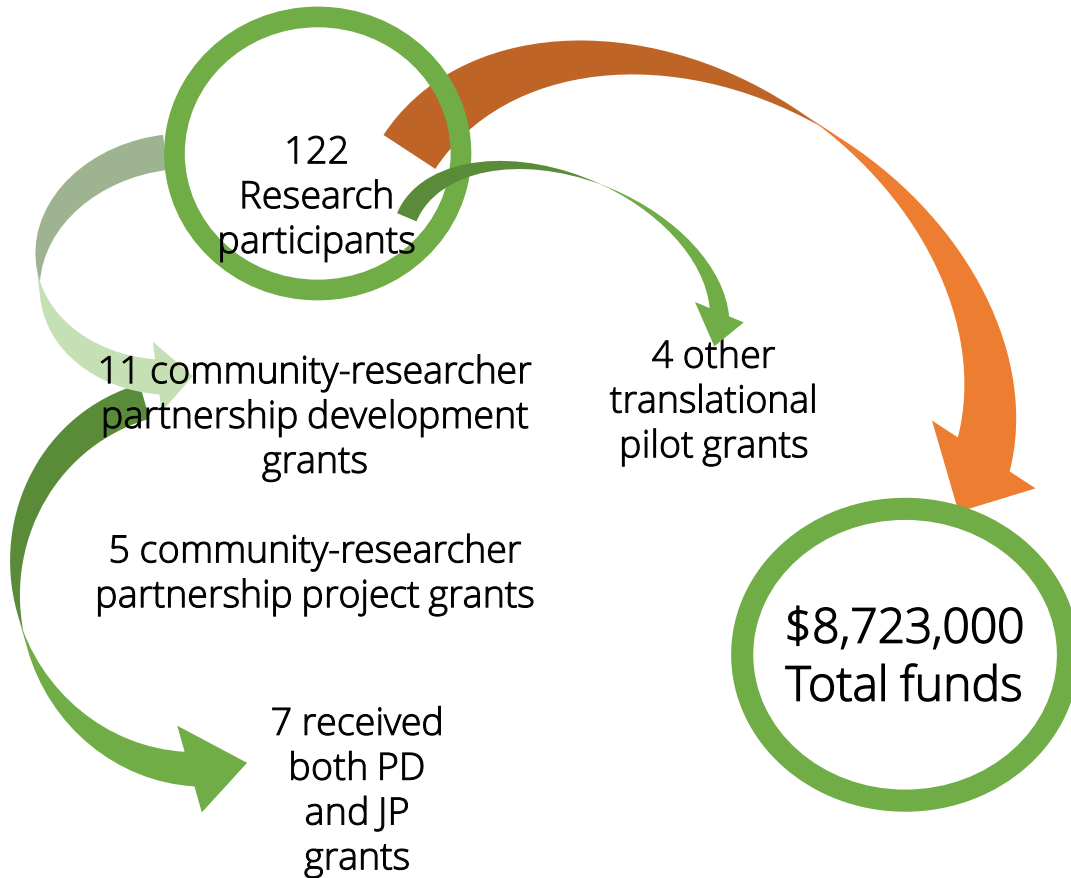 122
Research
participants
11 community-researcher
partnership development
grants
4 other
translational
pilot grants
5 community-researcher
partnership project grants
$8,723,000
Total funds
7 received
both PD
and JP
grants